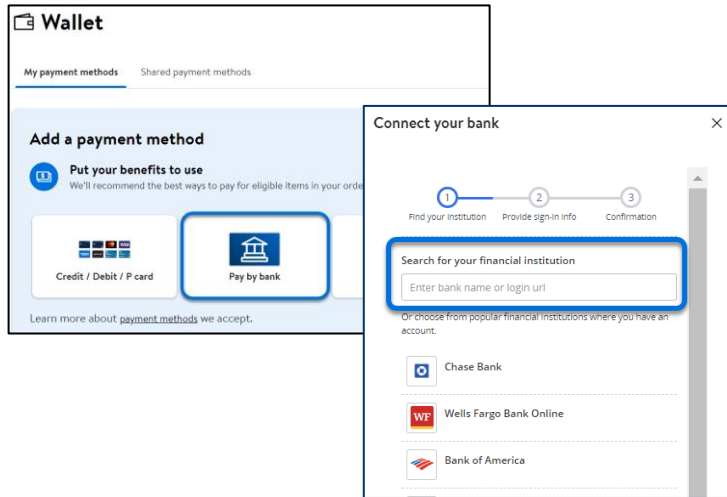 Wallet
My payment methods Shared payment methods
Add a payment method
Put your benefits to use
We'll recommend the best ways to pay for eligible items in your orde
Credit / Debit / P card
Pay by bank
Learn more about payment methods we accept.
Connect your bank
1 2 3
Find your institution Provide sign-in info Confirmation
Search for your financial institution
Enter bank name or login url
Or choose from popular financial institutions where you have an
account.
Chase Bank
WF Wells Fargo Bank Online
Bank of America